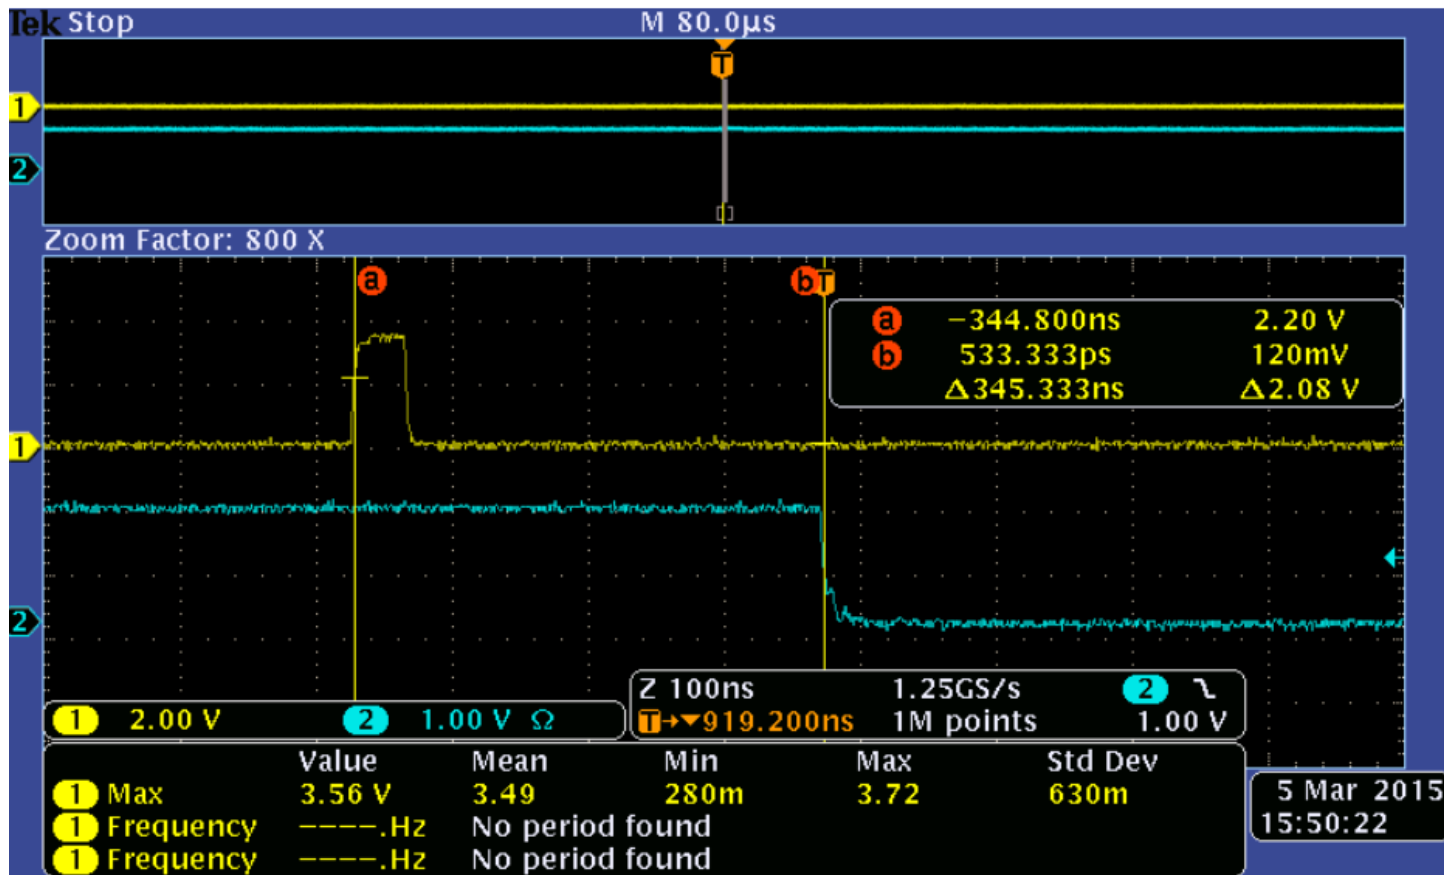 Tek Stop M 80.0µs
T
1
2
Zoom Factor: 800 X
a b T
a −344.800ns 2.20 V
b 533.333ps 120mV
Δ345.333ns Δ2.08 V
1
2
Z 100ns 1.25GS/s 2
1 2.00 V 2 1.00 V Ω T→▼919.200ns 1M points 1.00 V
Value Mean Min Max Std Dev
1 Max 3.56 V 3.49 280m 3.72 630m
1 Frequency ----.Hz No period found
1 Frequency ----.Hz No period found
5 Mar 2015
15:50:22